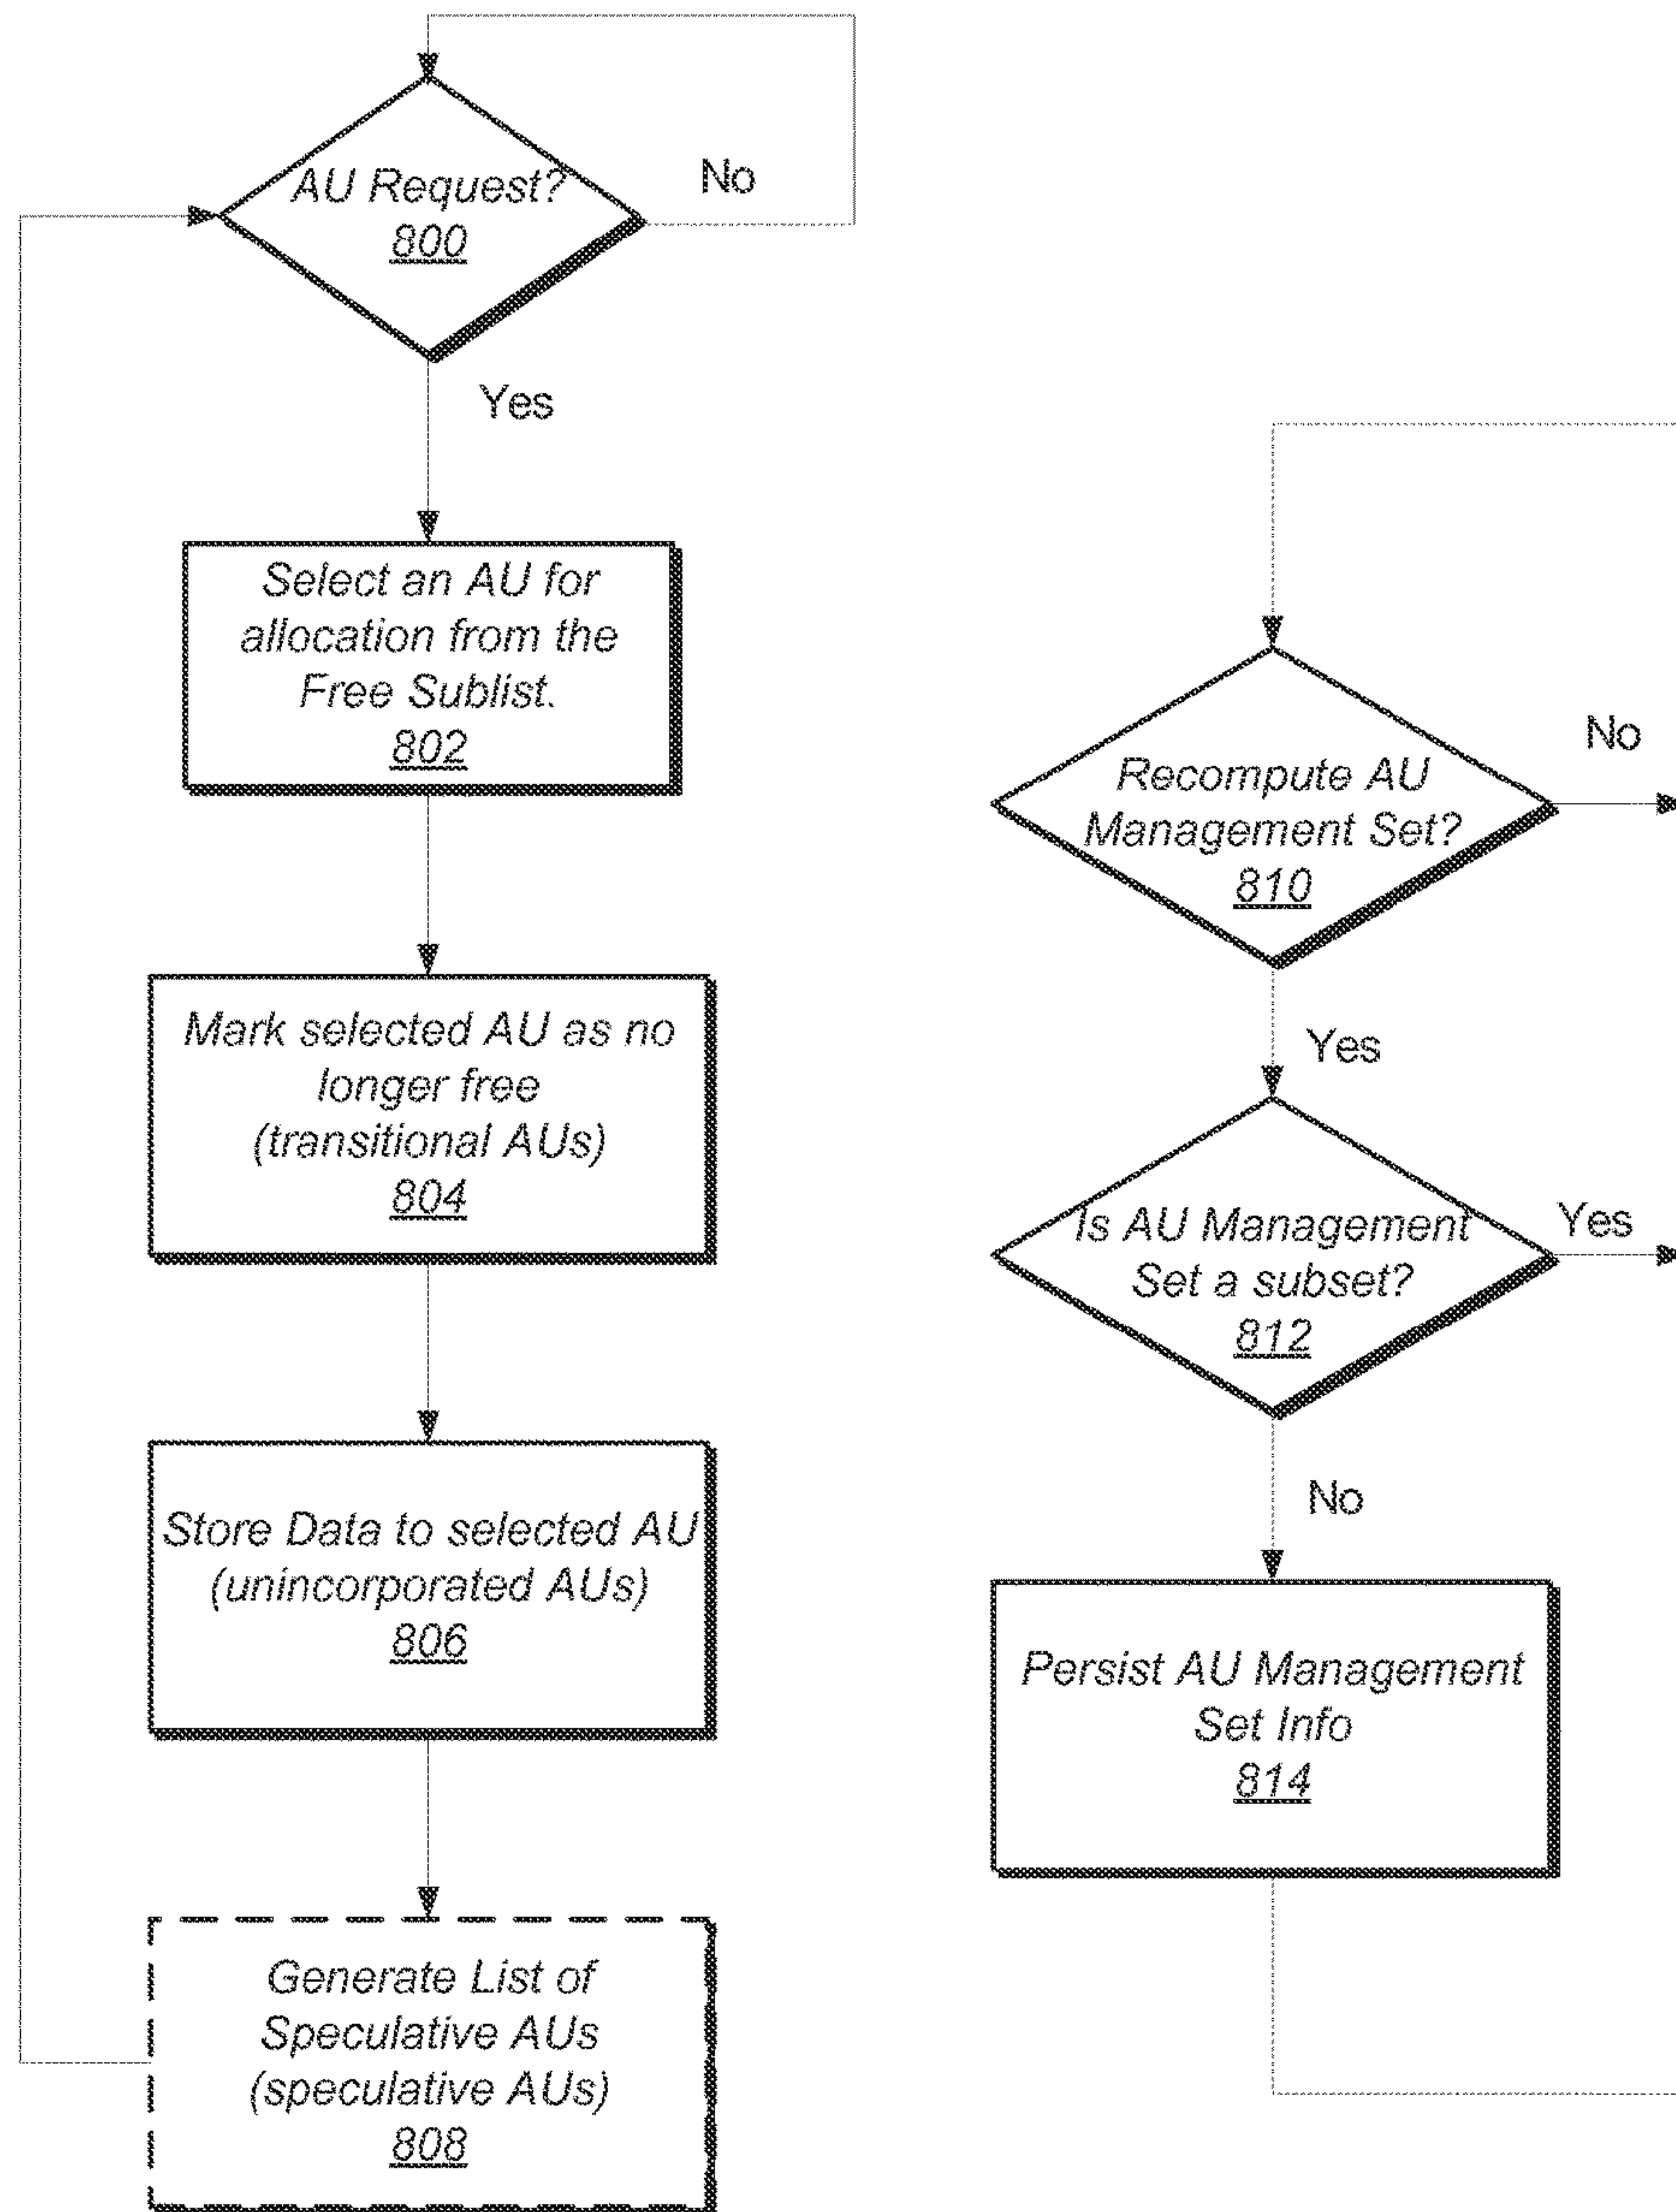 AU Request?
800
No
Yes
Select an AU for
allocation from the
Free Sublist.
802
Mark selected AU as no
longer free
(transitional AUs)
804
Store Data to selected AU
(unincorporated AUs)
806
Generate List of
Speculative AUs
(speculative AUs)
808
Recompute AU
Management Set?
810
No
Yes
Is AU Management
Set a subset?
812
Yes
No
Persist AU Management
Set Info
814